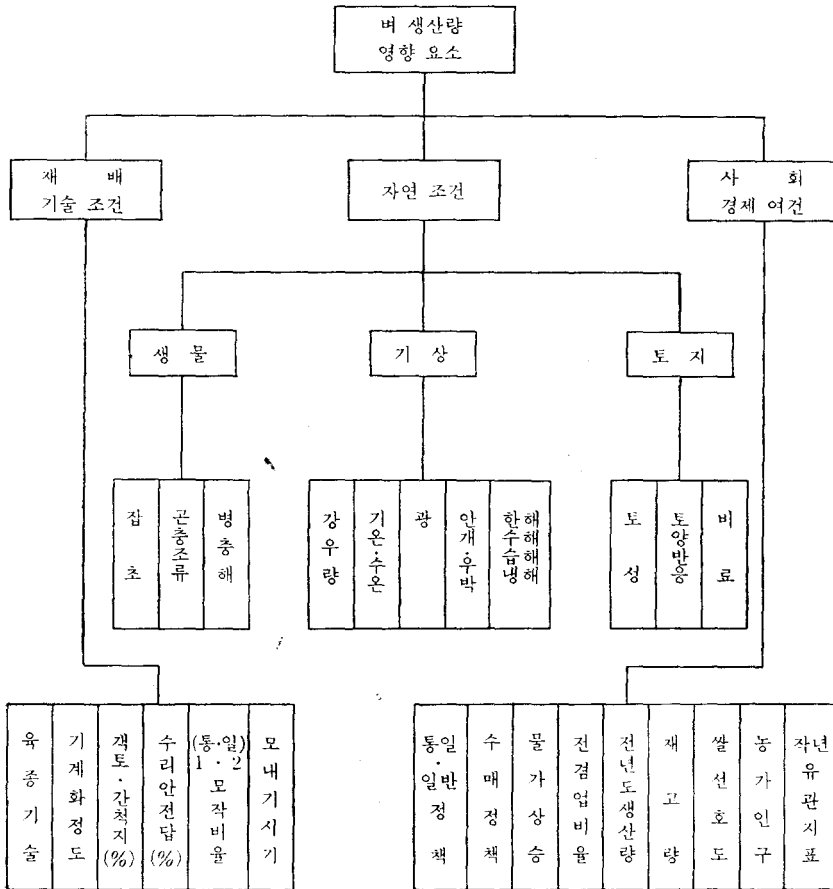 벼 생산량
영향 요소
재 배
기술 조건
자연 조건
사 회
경제 여건
생 물
기 상
토 지
잡 초
곤충조류
병충해
강우량
기온·수온
광
안개·우박
한해
수해
습해
냉해
토 성
토양반응
비 료
육종기술
기계화정도
객토·간척지(%)
수리안전답(%)
(통·일)
1·2
모작비율
모내기시기
통일·일반정책
수매정책
물가상승
전겸업비율
전년도생산량
재고량
쌀선호도
농가인구
작년
유관지표